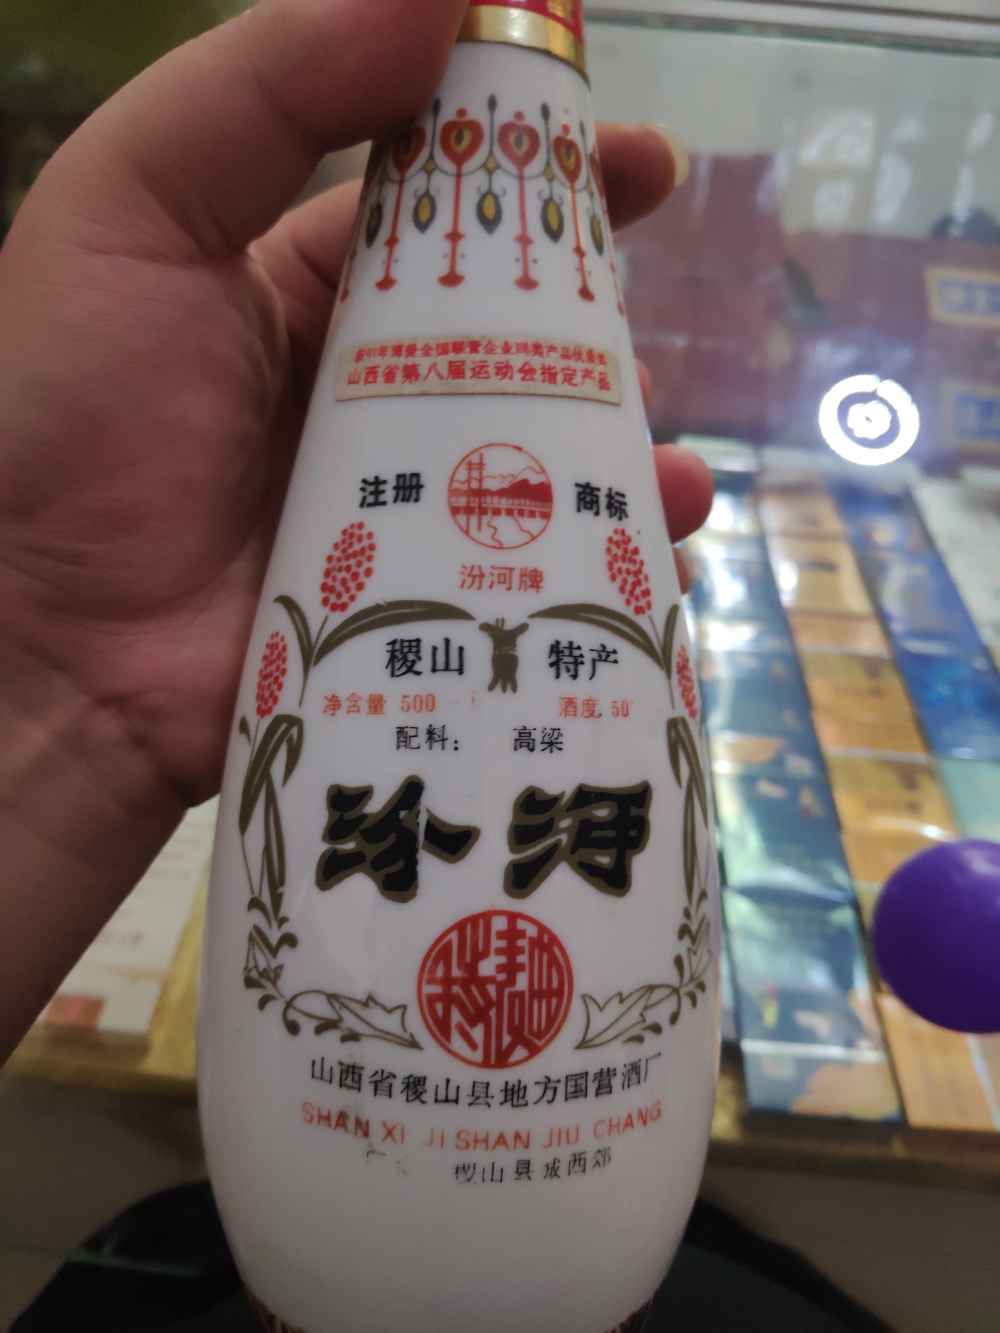 山西省第八届运动会指定产品
注册 商标
汾河牌
稷山 特产
净含量 500 酒度 50°
配料： 高梁
汾河
特麯
山西省稷山县地方国营酒厂
SHAN XI JI SHAN JIU CHANG
稷山县城西郊